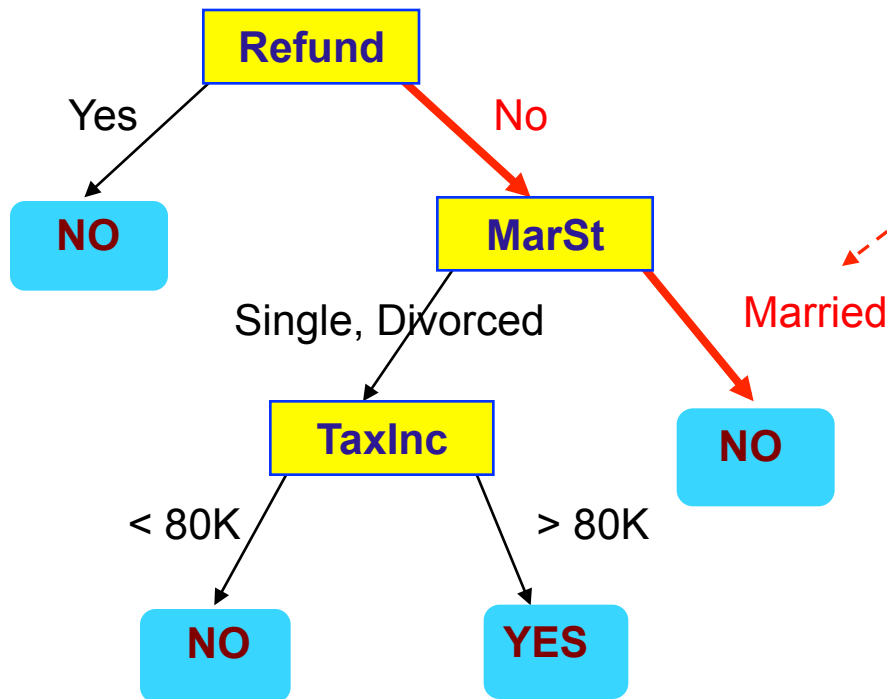 Refund
Yes
No
NO
MarSt
Single, Divorced
Married
TaxInc
NO
< 80K
> 80K
NO
YES